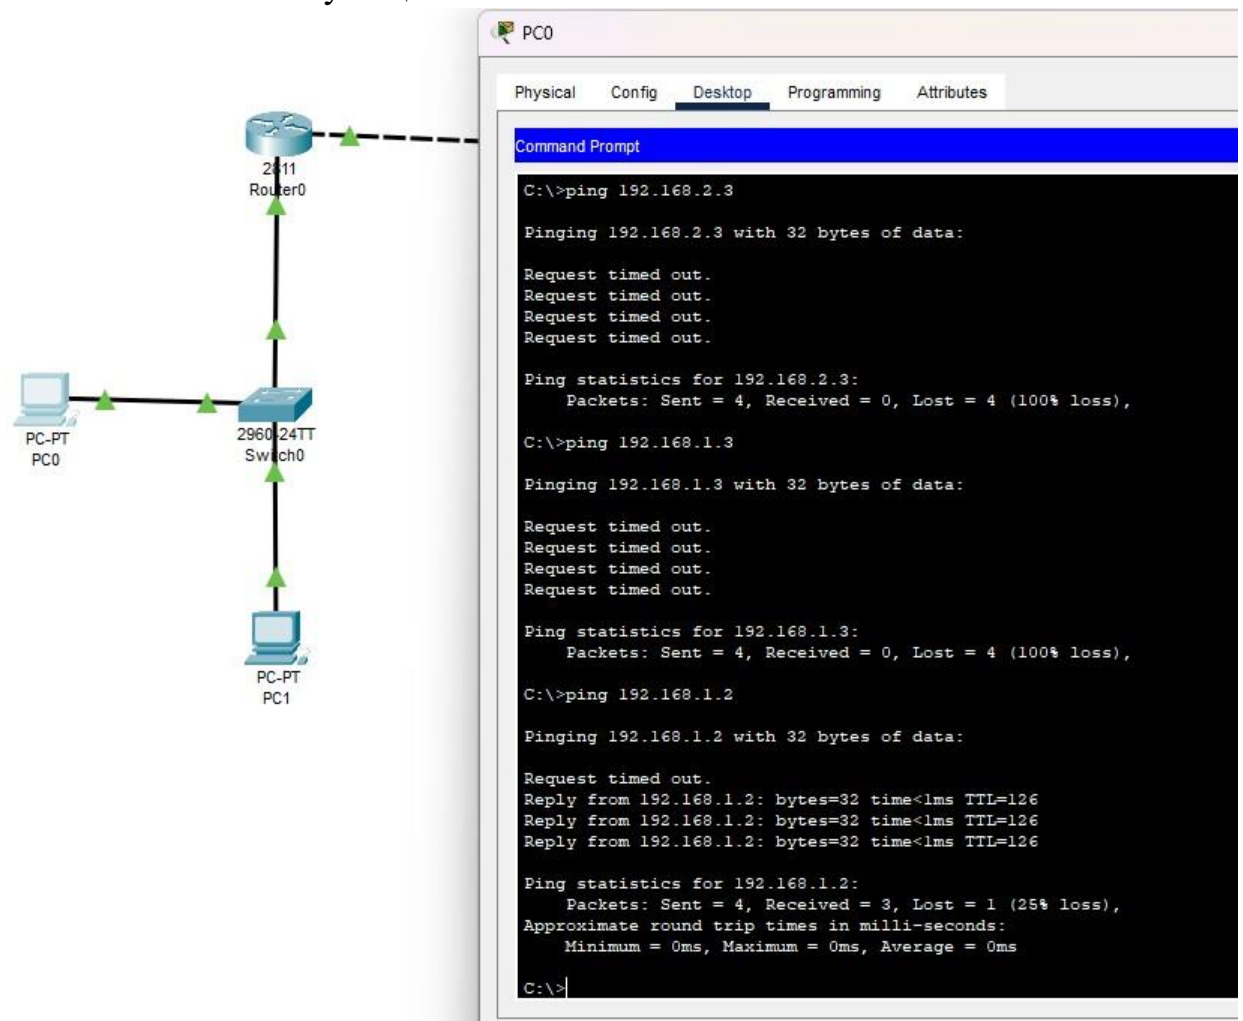 PC0
Physical Config Desktop Programming Attributes
Command Prompt
C:\>ping 192.168.2.3
Pinging 192.168.2.3 with 32 bytes of data:
Request timed out.
Request timed out.
Request timed out.
Request timed out.
Ping statistics for 192.168.2.3:
Packets: Sent = 4, Received = 0, Lost = 4 (100% loss),
C:\>ping 192.168.1.3
Pinging 192.168.1.3 with 32 bytes of data:
Request timed out.
Request timed out.
Request timed out.
Request timed out.
Ping statistics for 192.168.1.3:
Packets: Sent = 4, Received = 0, Lost = 4 (100% loss),
C:\>ping 192.168.1.2
Pinging 192.168.1.2 with 32 bytes of data:
Request timed out.
Reply from 192.168.1.2: bytes=32 time<1ms TTL=126
Reply from 192.168.1.2: bytes=32 time<1ms TTL=126
Reply from 192.168.1.2: bytes=32 time<1ms TTL=126
Ping statistics for 192.168.1.2:
Packets: Sent = 4, Received = 3, Lost = 1 (25% loss),
Approximate round trip times in milli-seconds:
Minimum = 0ms, Maximum = 0ms, Average = 0ms
C:\>
2811
Router0
PC-PT
PC0
2960-24TT
Switch0
PC-PT
PC1